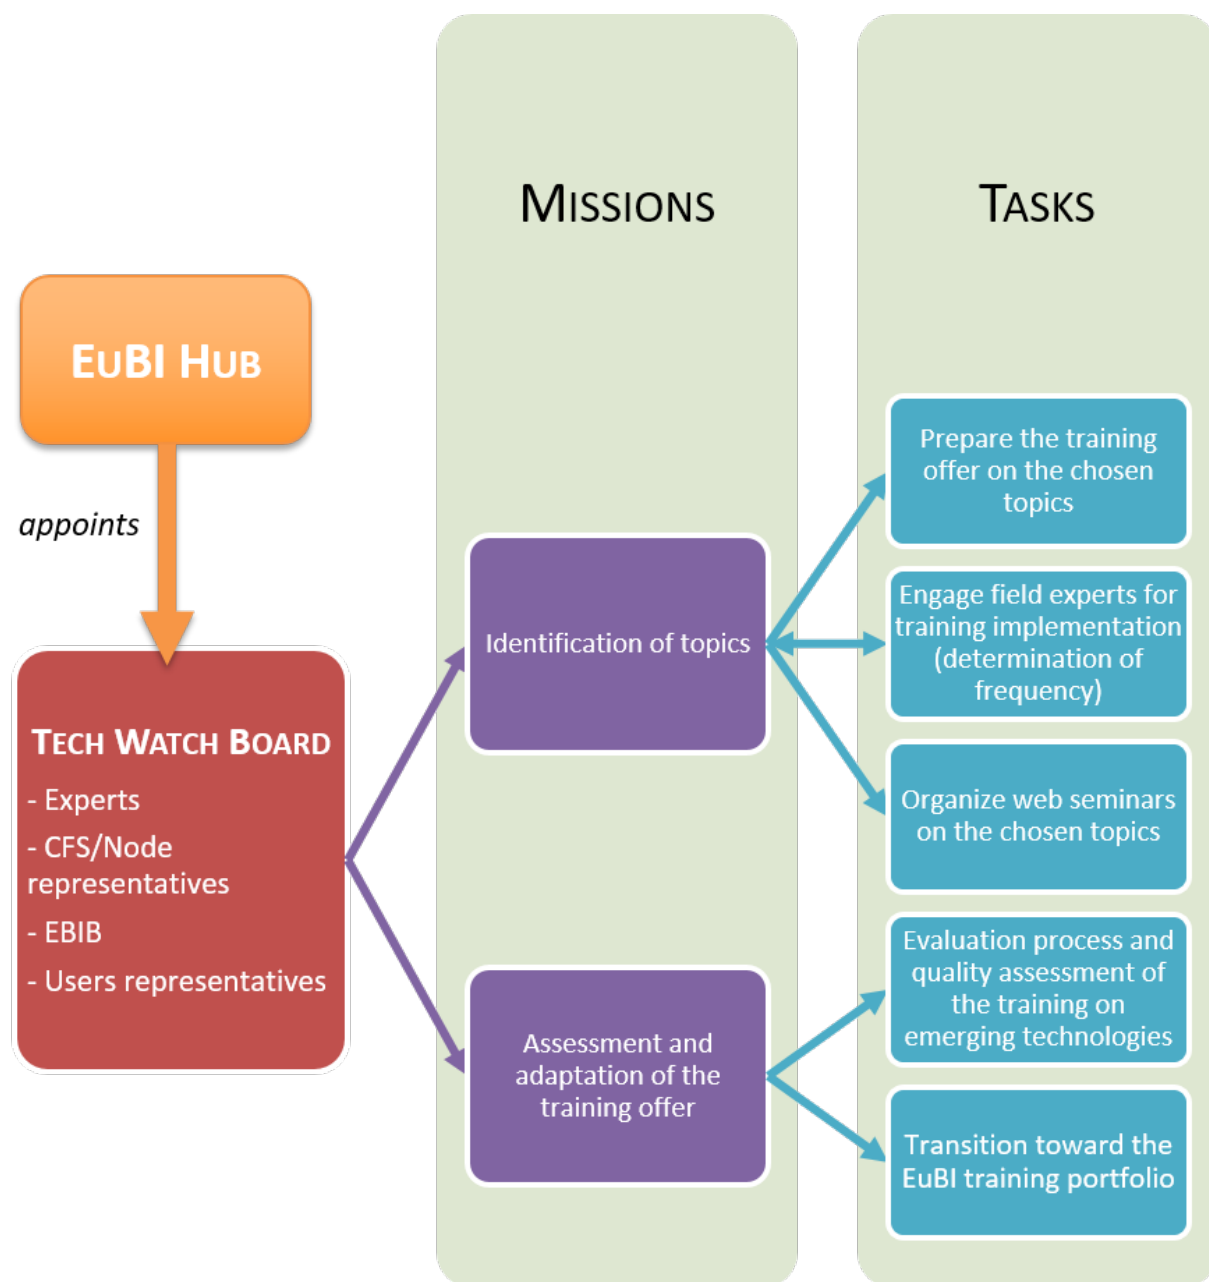 MISSIONS
TASKS
EUBI HUB
appoints
TECH WATCH BOARD
- Experts
- CFS/Node
representatives
- EBIB
- Users representatives
Identification of topics
Assessment and
adaptation of the
training offer
Prepare the training
offer on the chosen
topics
Engage field experts for
training implementation
(determination of
frequency)
Organize web seminars
on the chosen topics
Evaluation process and
quality assessment of
the training on
emerging technologies
Transition toward the
EuBI training portfolio